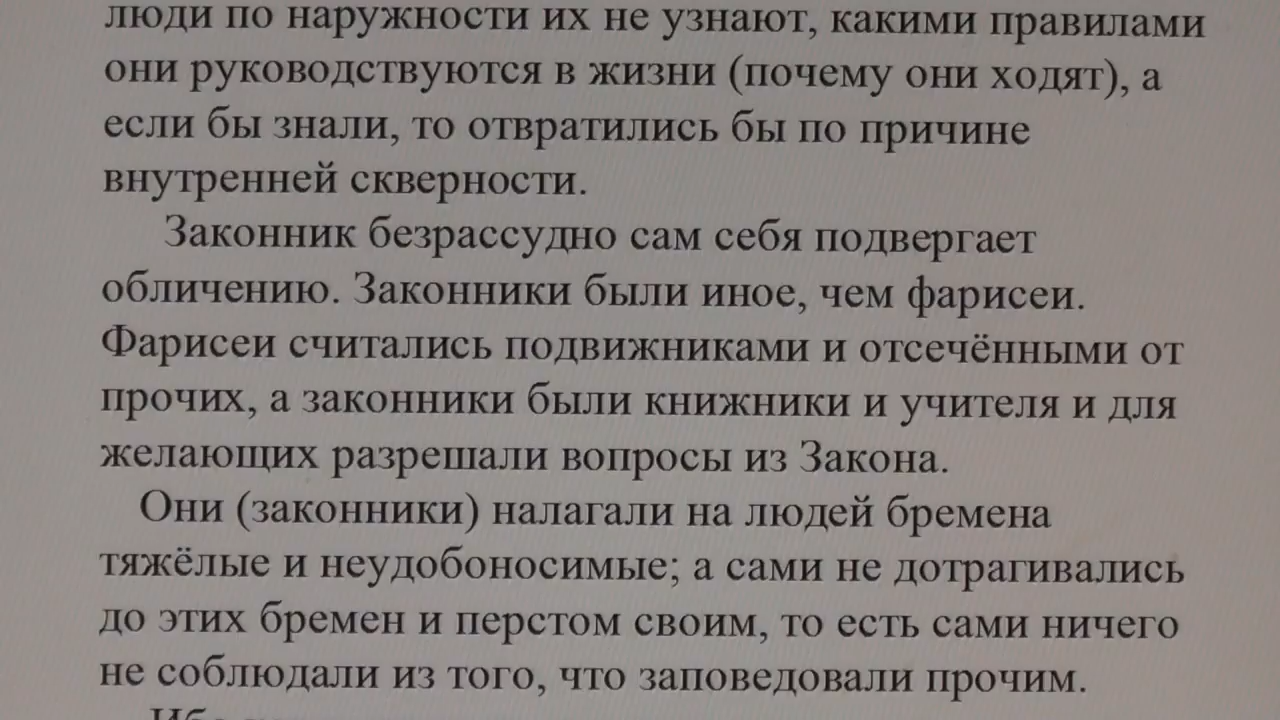 люди по наружности их не узнают, какими правилами
они руководствуются в жизни (почему они ходят), а
если бы знали, то отвратились бы по причине
внутренней скверности.
Законник безрассудно сам себя подвергает
обличению. Законники были иное, чем фарисеи.
Фарисеи считались подвижниками и отсечёнными от
прочих, а законники были книжники и учителя и для
желающих разрешали вопросы из Закона.
Они (законники) налагали на людей бремена
тяжёлые и неудобоносимые; а сами не дотрагивались
до этих бремен и перстом своим, то есть сами ничего
не соблюдали из того, что заповедовали прочим.